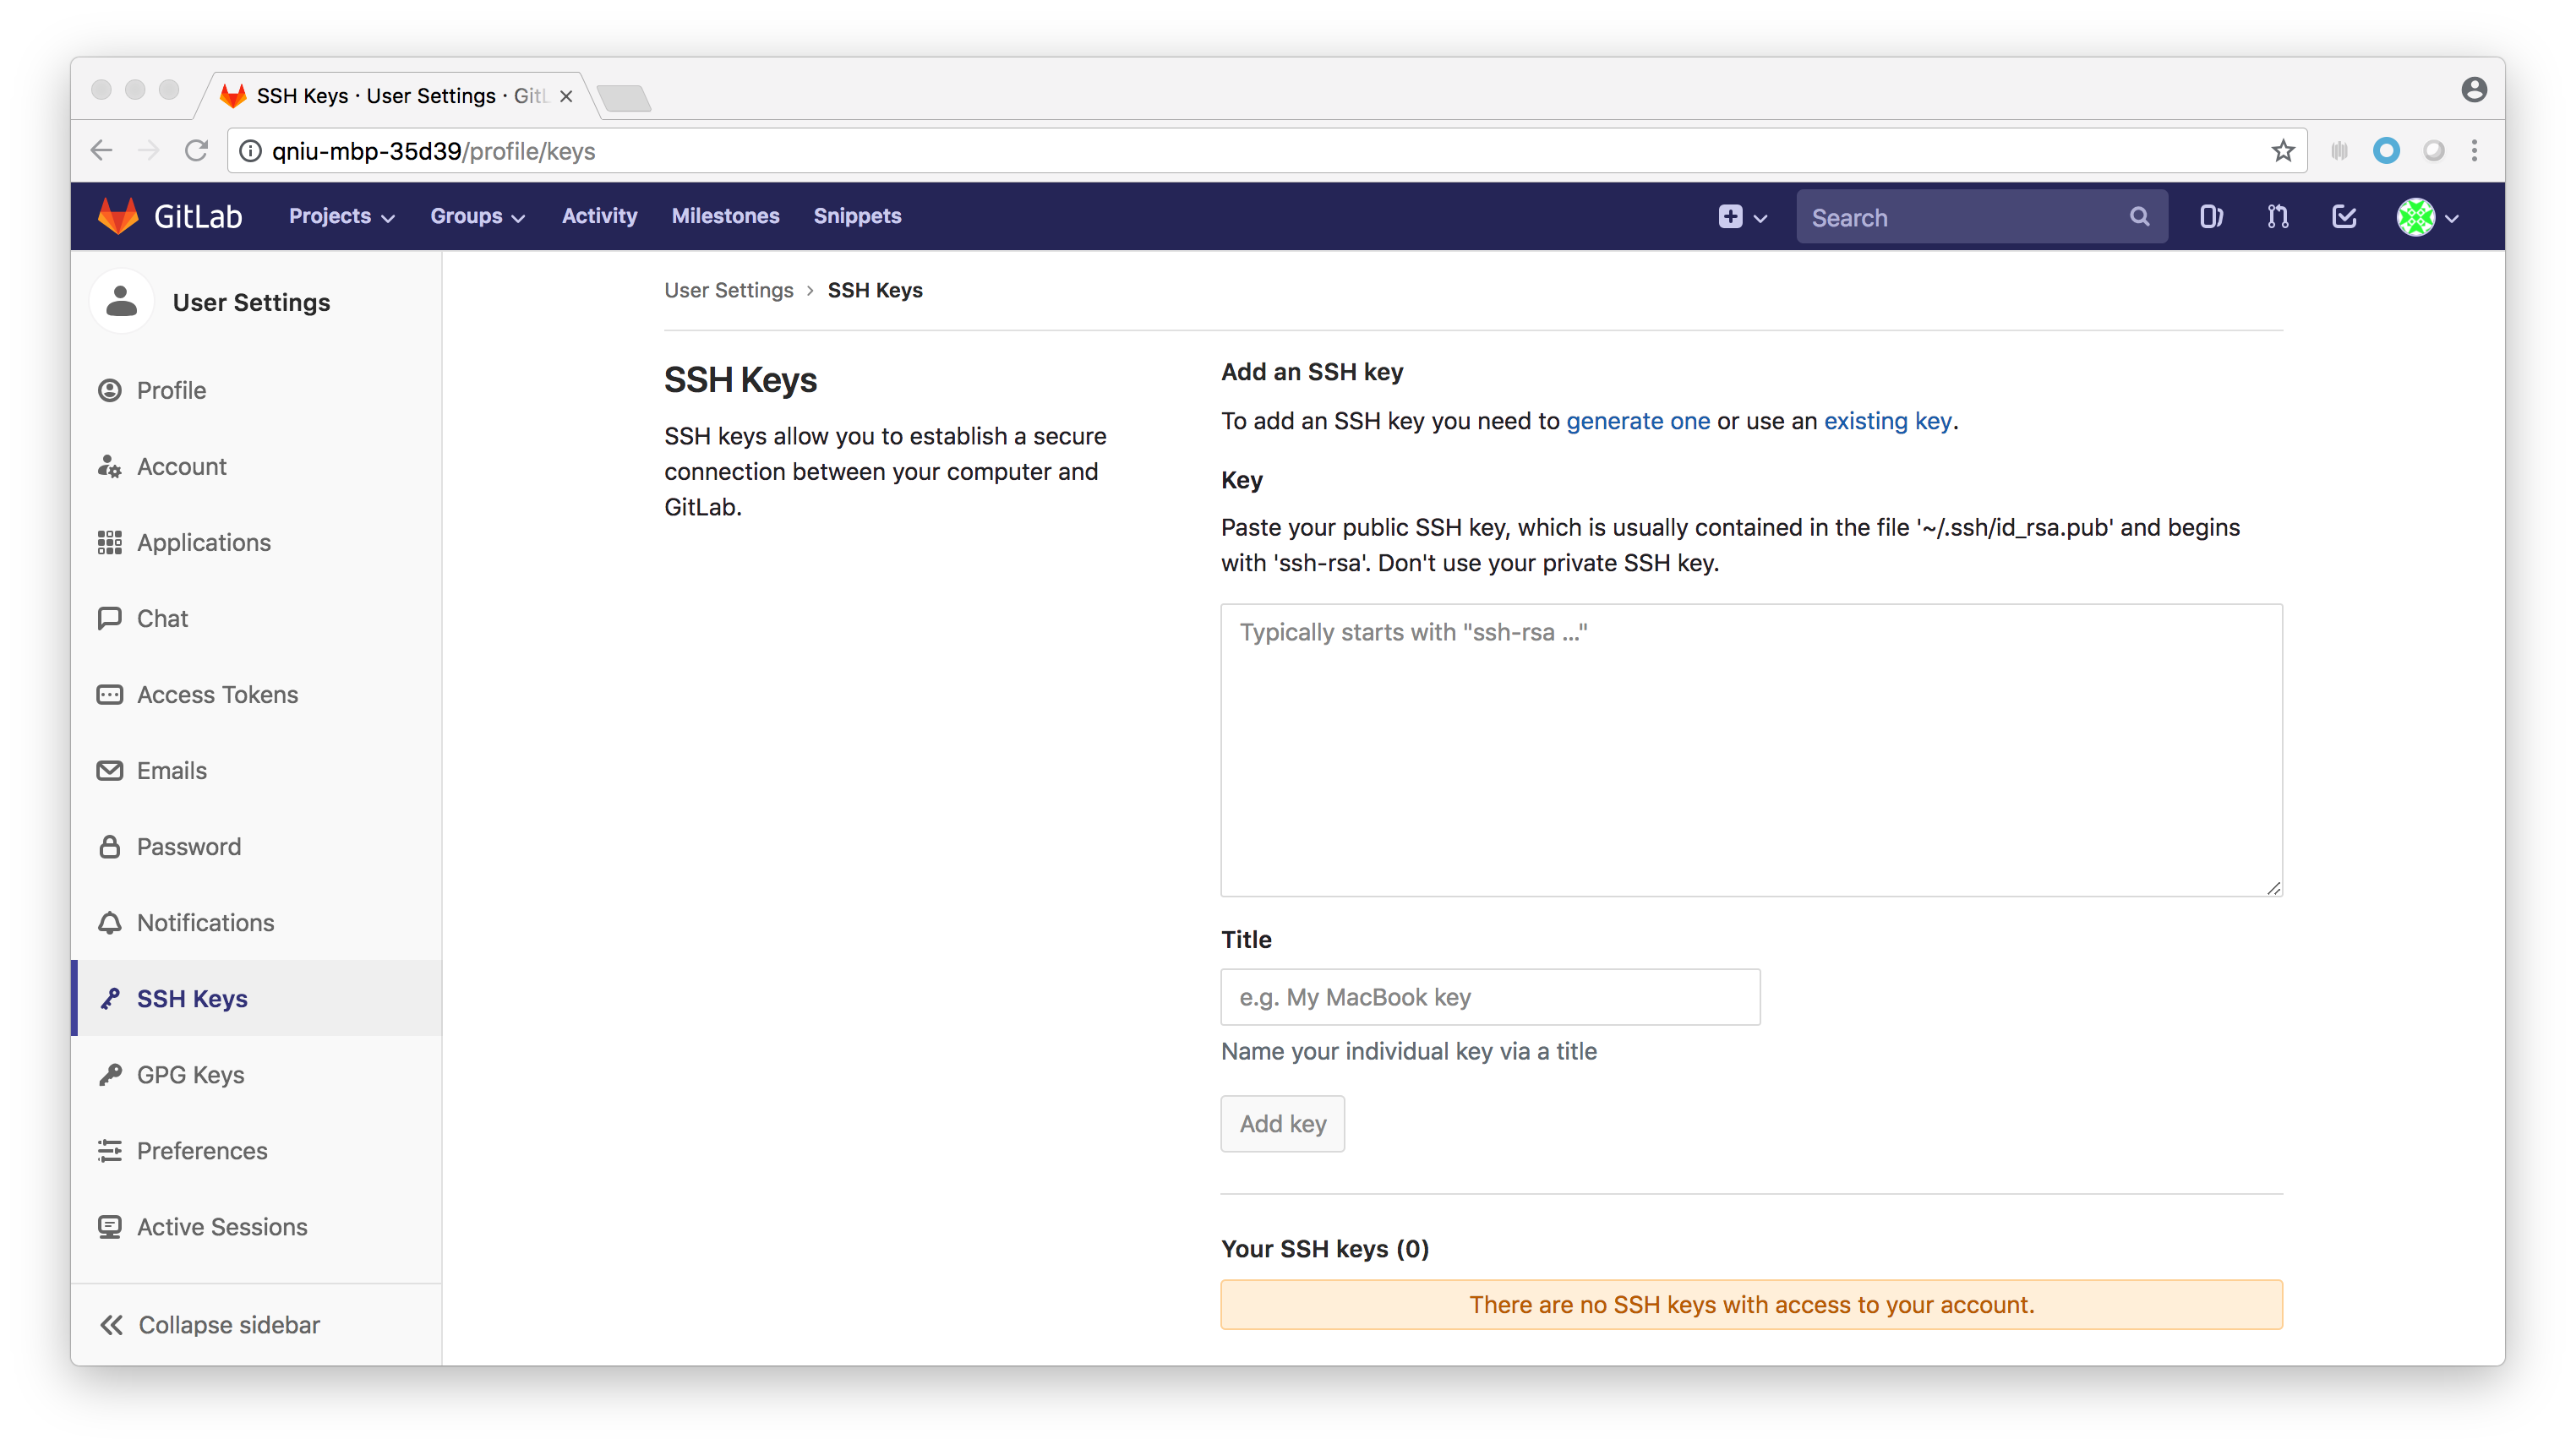 SSH Keys · User Settings · GitL
qniu-mbp-35d39/profile/keys
GitLab
Projects
Groups
Activity
Milestones
Snippets
Search
User Settings
Profile
Account
Applications
Chat
Access Tokens
Emails
Password
Notifications
SSH Keys
GPG Keys
Preferences
Active Sessions
Collapse sidebar
User Settings › SSH Keys
SSH Keys
SSH keys allow you to establish a secure
connection between your computer and
GitLab.
Add an SSH key
To add an SSH key you need to generate one or use an existing key.
Key
Paste your public SSH key, which is usually contained in the file '~/.ssh/id_rsa.pub' and begins
with 'ssh-rsa'. Don't use your private SSH key.
Typically starts with "ssh-rsa ..."
Title
e.g. My MacBook key
Name your individual key via a title
Add key
Your SSH keys (0)
There are no SSH keys with access to your account.